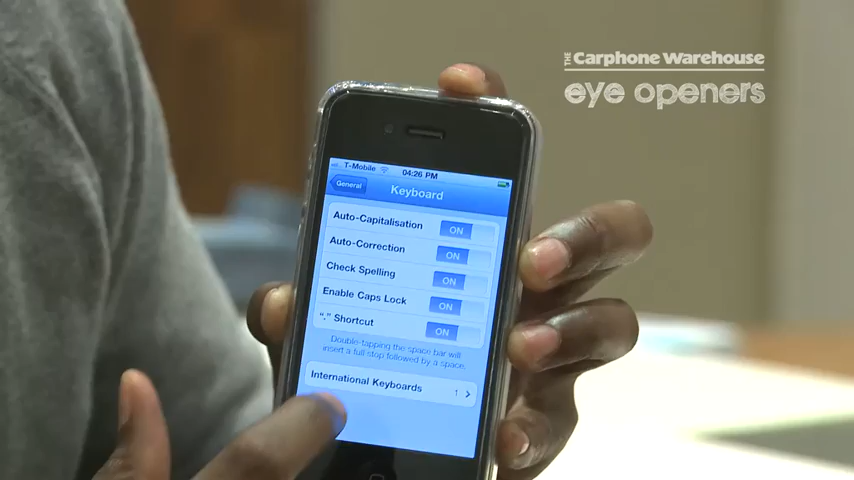 THE Carphone Warehouse
eye openers
T-Mobile 04:26 PM
General Keyboard
Auto-Capitalisation ON
Auto-Correction ON
Check Spelling ON
Enable Caps Lock ON
“.” Shortcut ON
Double-tapping the space bar will
insert a full stop followed by a space.
International Keyboards 1